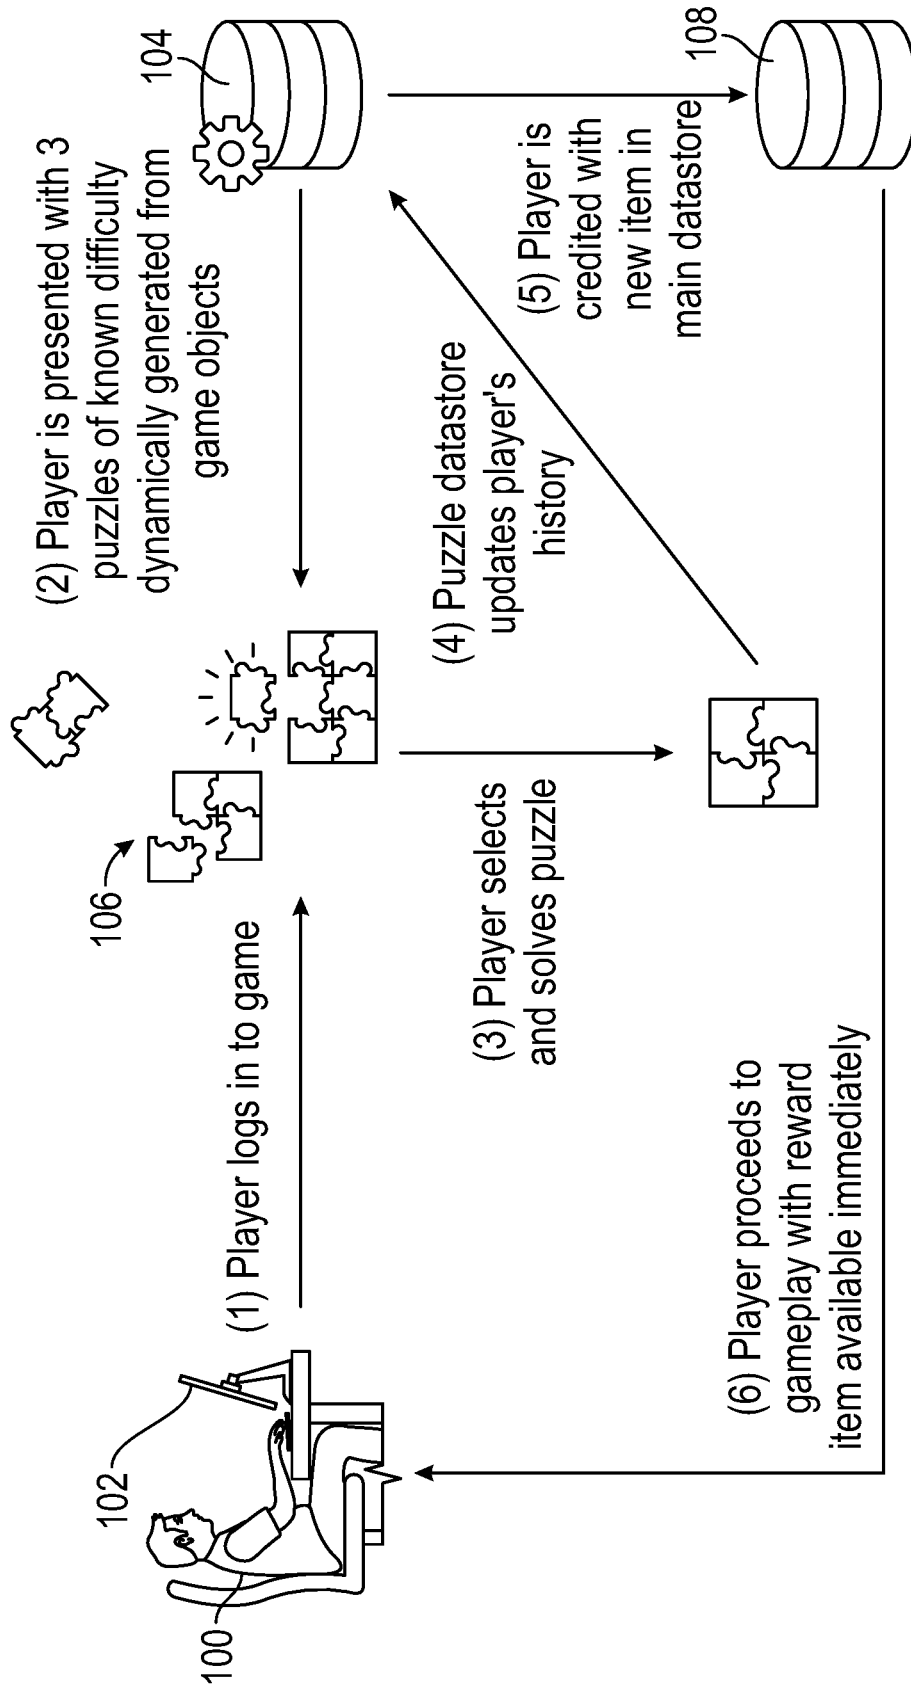 (2) Player is presented with 3
puzzles of known difficulty
dynamically generated from
game objects
104
106
(1) Player logs in to game
102
100
(4) Puzzle datastore
updates player's
history
(3) Player selects
and solves puzzle
(5) Player is
credited with
new item in
main datastore
108
(6) Player proceeds to
gameplay with reward
item available immediately